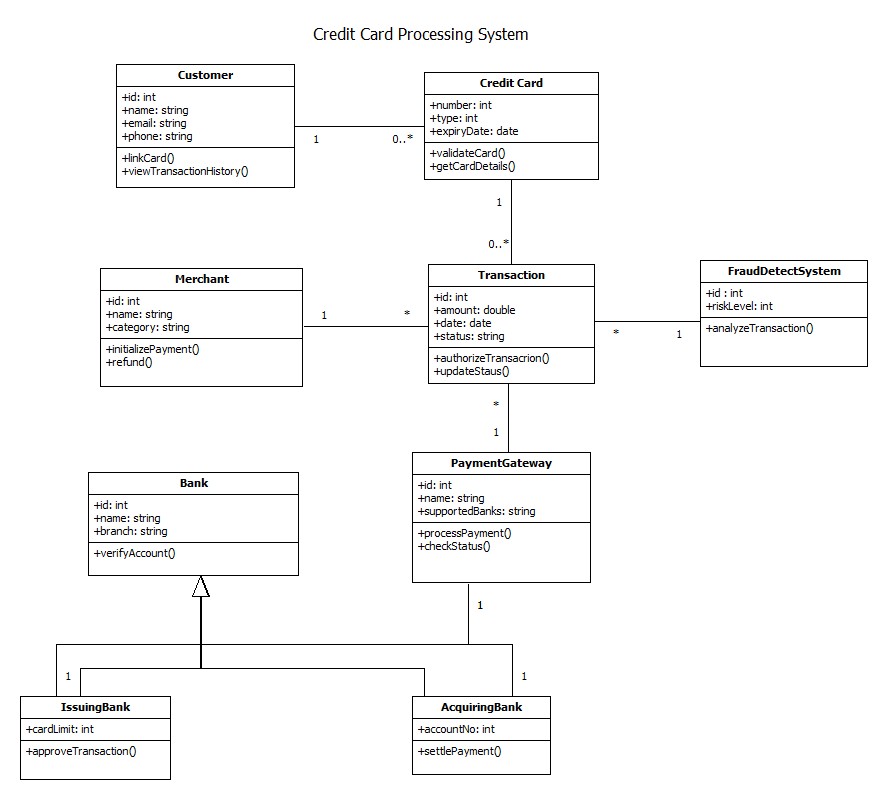 Credit Card Processing System
Customer
+id: int
+name: string
+email: string
+phone: string
+linkCard()
+viewTransactionHistory()
1
0..*
Credit Card
+number: int
+type: int
+expiryDate: date
+validateCard()
+getCardDetails()
1
0..*
Merchant
+id: int
+name: string
+category: string
+initializePayment()
+refund()
1
*
Transaction
+id: int
+amount: double
+date: date
+status: string
+authorizeTransacrion()
+updateStaus()
*
1
FraudDetectSystem
+id : int
+riskLevel: int
+analyzeTransaction()
*
1
Bank
+id: int
+name: string
+branch: string
+verifyAccount()
PaymentGateway
+id: int
+name: string
+supportedBanks: string
+processPayment()
+checkStatus()
1
1
1
IssuingBank
+cardLimit: int
+approveTransaction()
AcquiringBank
+accountNo: int
+settlePayment()